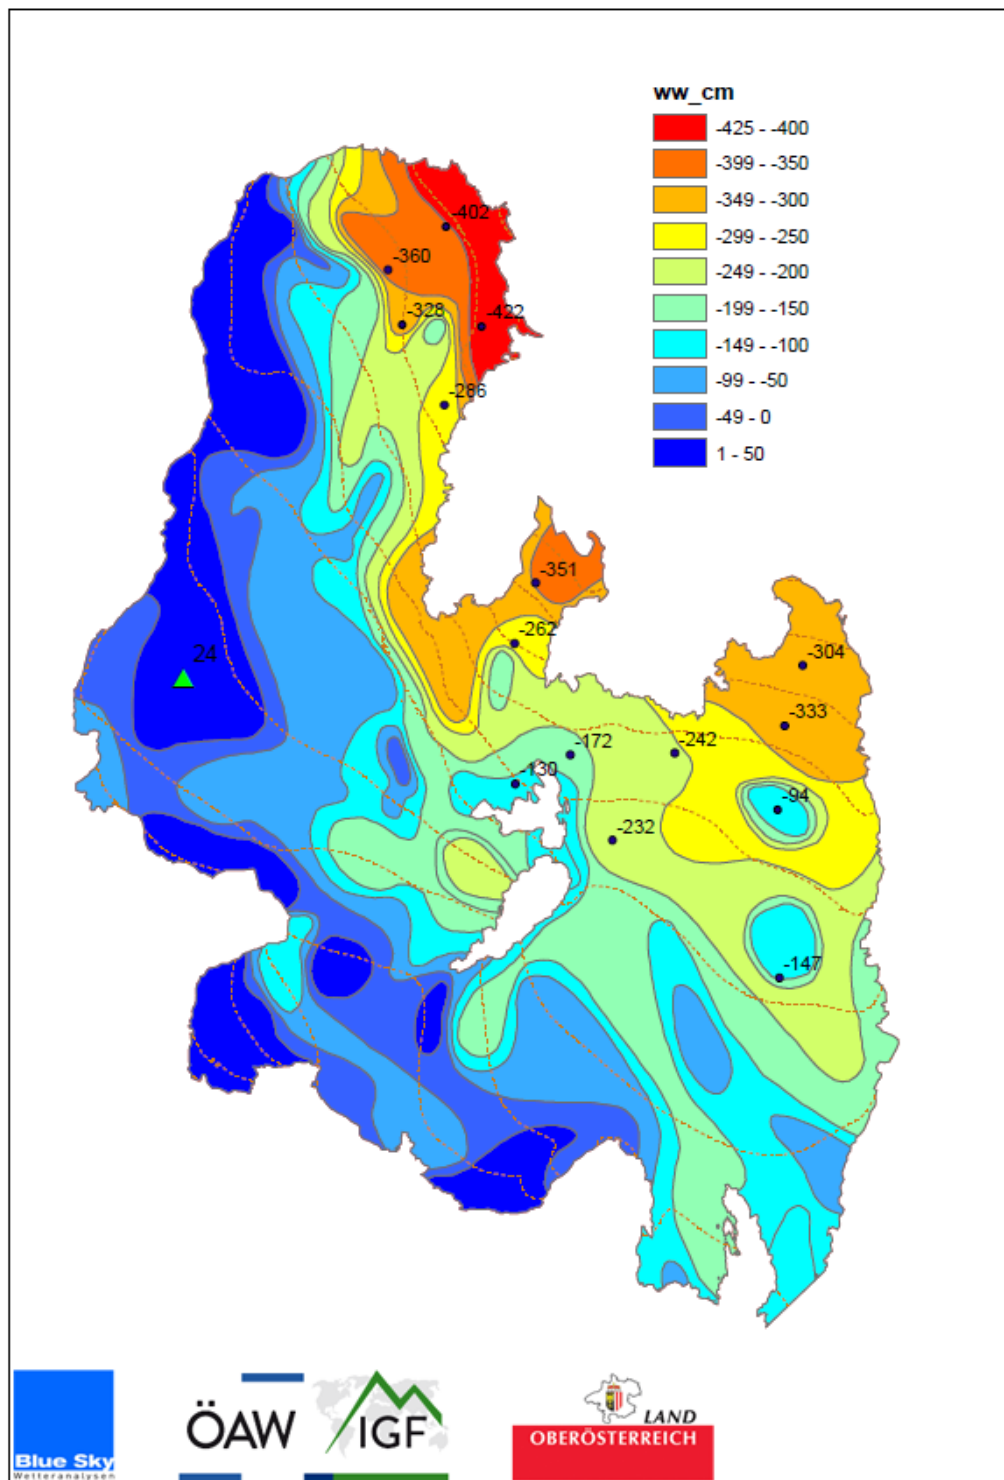 ww_cm
-425 - -400
-399 - -350
-349 - -300
-299 - -250
-249 - -200
-199 - -150
-149 - -100
-99 - -50
-49 - 0
1 - 50
-402
-360
-328
-422
-286
-351
-262
24
-304
-333
-172
-242
-130
-94
-232
-147
Blue Sky
Wetteranalysen
ÖAW
IGF
LAND
OBERÖSTERREICH